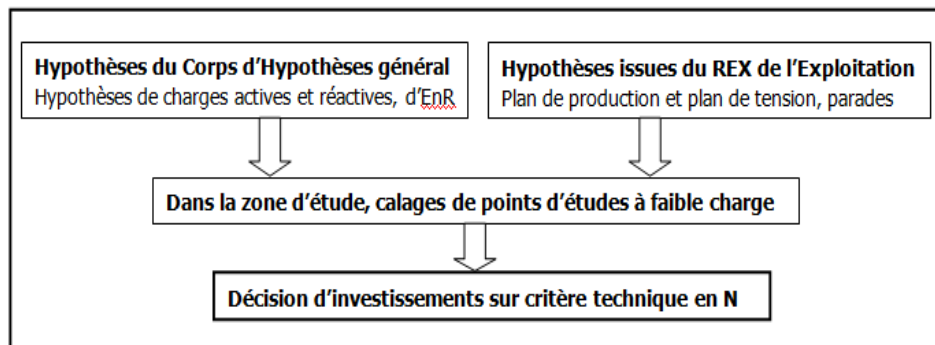 Hypothèses du Corps d'Hypothèses général
Hypothèses de charges actives et réactives, d'EnR
Hypothèses issues du REX de l'Exploitation
Plan de production et plan de tension, parades
Dans la zone d'étude, calages de points d'études à faible charge
Décision d'investissements sur critère technique en N